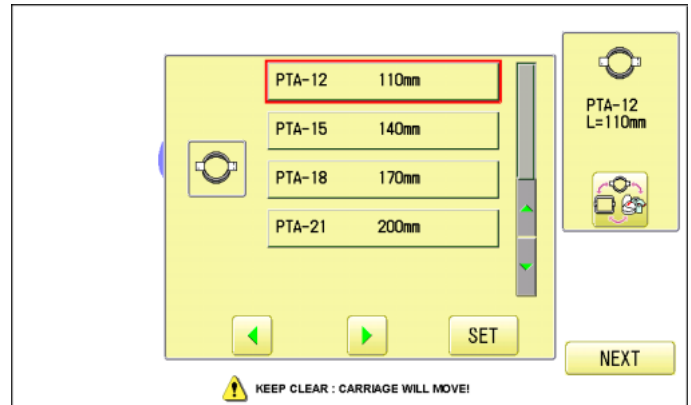 PTA-12 110mm
PTA-15 140mm
PTA-18 170mm
PTA-21 200mm
SET
PTA-12
L=110mm
NEXT
KEEP CLEAR : CARRIAGE WILL MOVE!